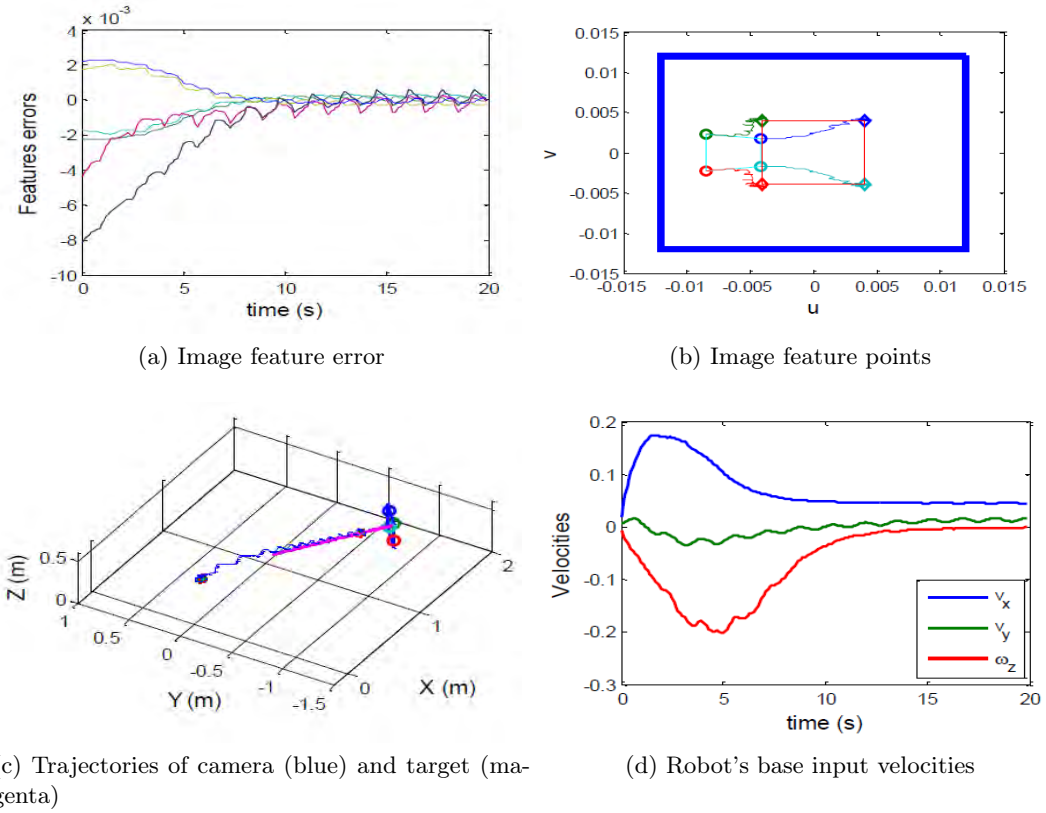 x 10-3
4
2
0
-2
-4
-6
-8
-10
0
5
10
15
20
Features errors
time (s)
(a) Image feature error
0.015
0.01
0.005
0
-0.005
-0.01
-0.015
-0.015
-0.01
-0.005
0
0.005
0.01
0.015
v
u
(b) Image feature points
0.5
0
Z (m)
1
0.5
0
-0.5
-1
-1.5
Y (m)
0
1
2
X (m)
c) Trajectories of camera (blue) and target (ma-
genta)
0.2
0.1
0
-0.1
-0.2
-0.3
0
5
10
15
20
Velocities
time (s)
vx
vy
ωz
(d) Robot's base input velocities